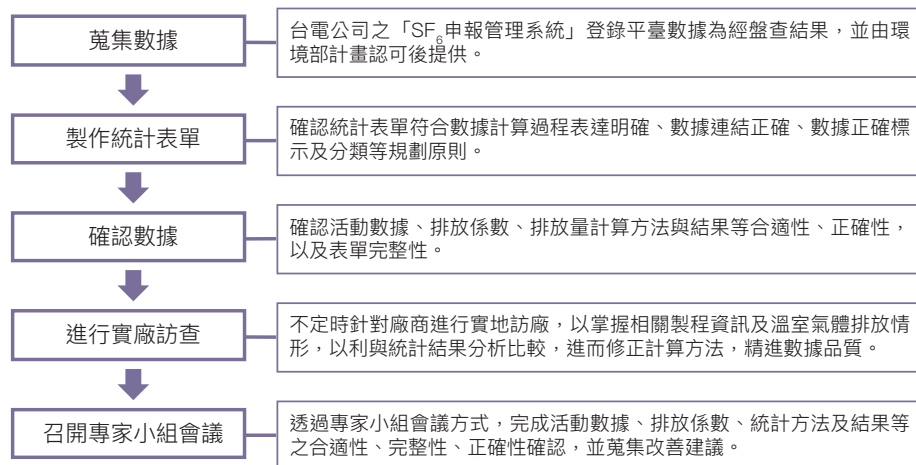 蒐集數據
台電公司之「SF₆申報管理系統」登錄平臺數據為經盤查結果，並由環
境部計畫認可後提供。
製作統計表單
確認統計表單符合數據計算過程表達明確、數據連結正確、數據正確標
示及分類等規劃原則。
確認數據
確認活動數據、排放係數、排放量計算方法與結果等合適性、正確性，
以及表單完整性。
進行實廠訪查
不定時針對廠商進行實地訪廠，以掌握相關製程資訊及溫室氣體排放情
形，以利與統計結果分析比較，進而修正計算方法，精進數據品質。
召開專家小組會議
透過專家小組會議方式，完成活動數據、排放係數、統計方法及結果等
之合適性、完整性、正確性確認，並蒐集改善建議。